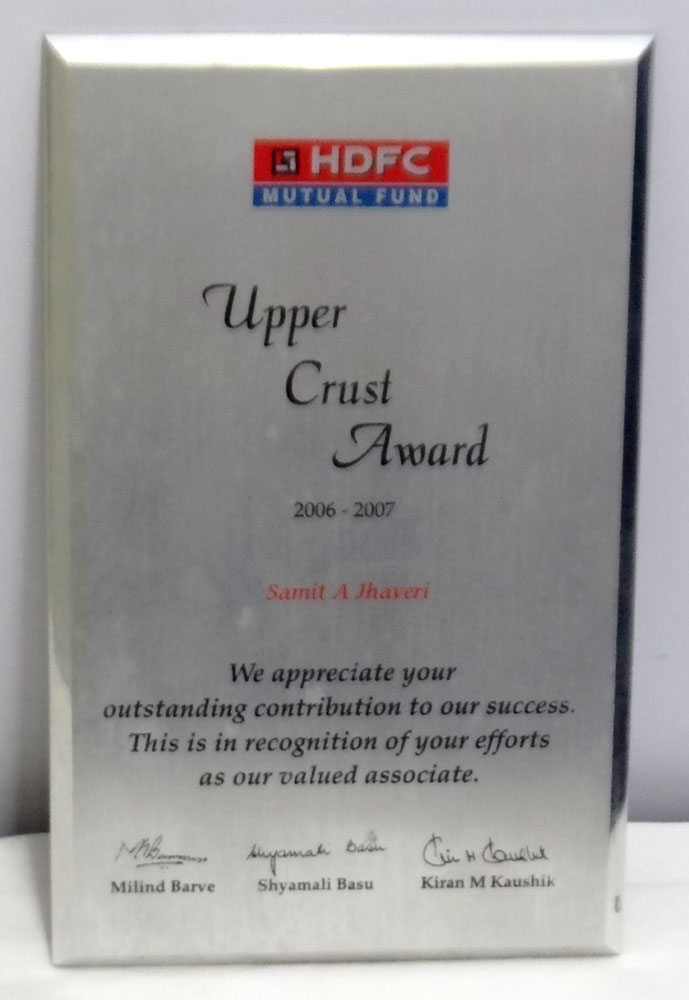 HDFC
MUTUAL FUND
Upper
Crust
Award
2006 - 2007
Samit A Jhaveri
We appreciate your
outstanding contribution to our success.
This is in recognition of your efforts
as our valued associate.
Shyamali Basu
Milind Barve Shyamali Basu Kiran M Kaushik